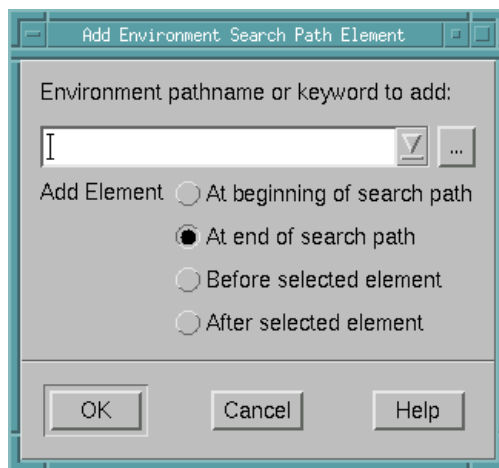 Add Environment Search Path Element
Environment pathname or keyword to add:
...
Add Element At beginning of search path
At end of search path
Before selected element
After selected element
OK Cancel Help